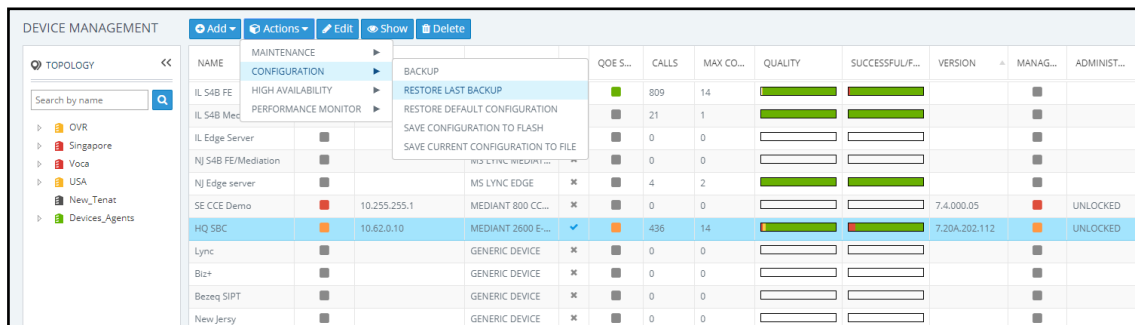 DEVICE MANAGEMENT
Add Actions Edit Show Delete
TOPOLOGY
Search by name
OVR
Singapore
Voca
USA
New_Tenat
Devices_Agents
MAINTENANCE
CONFIGURATION
HIGH AVAILABILITY
PERFORMANCE MONITOR
BACKUP
RESTORE LAST BACKUP
RESTORE DEFAULT CONFIGURATION
SAVE CONFIGURATION TO FLASH
SAVE CURRENT CONFIGURATION TO FILE
NAME QOE S... CALLS MAX CO... QUALITY SUCCESSFUL/F... VERSION MANAG... ADMINIST...
IL S4B FE 809 14
IL S4B Med 21 1
IL Edge Server 0 0
NJ S4B FE/Mediation MS LYNC MEDIAT... 0 0
NJ Edge server MS LYNC EDGE 4 2
SE CCE Demo 10.255.255.1 MEDIANT 800 CC... 0 0 7.4.000.05 UNLOCKED
HQ SBC 10.62.0.10 MEDIANT 2600 E-... 436 14 7.20A.202.112 UNLOCKED
Lync GENERIC DEVICE 0 0
Biz+ GENERIC DEVICE 0 0
Bezeq SIPT GENERIC DEVICE 0 0
New Jersy GENERIC DEVICE 0 0